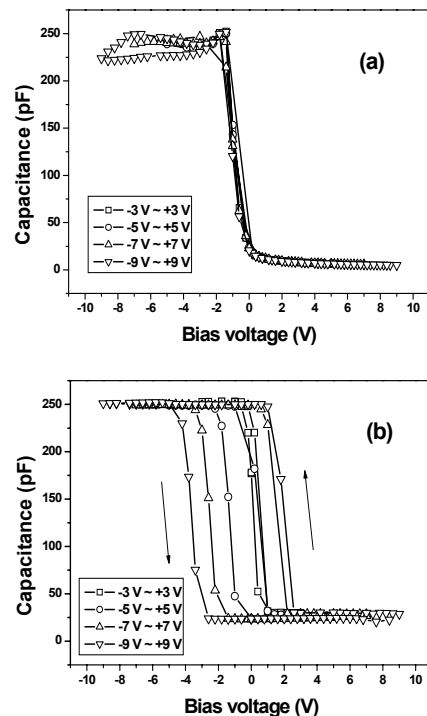 (a)
Capacitance (pF)
250
200
150
100
50
0
-3 V ~ +3 V
-5 V ~ +5 V
-7 V ~ +7 V
-9 V ~ +9 V
-10 -8 -6 -4 -2 0 2 4 6 8 10
Bias voltage (V)
(b)
Capacitance (pF)
250
200
150
100
50
0
-3 V ~ +3 V
-5 V ~ +5 V
-7 V ~ +7 V
-9 V ~ +9 V
-10 -8 -6 -4 -2 0 2 4 6 8 10
Bias voltage (V)